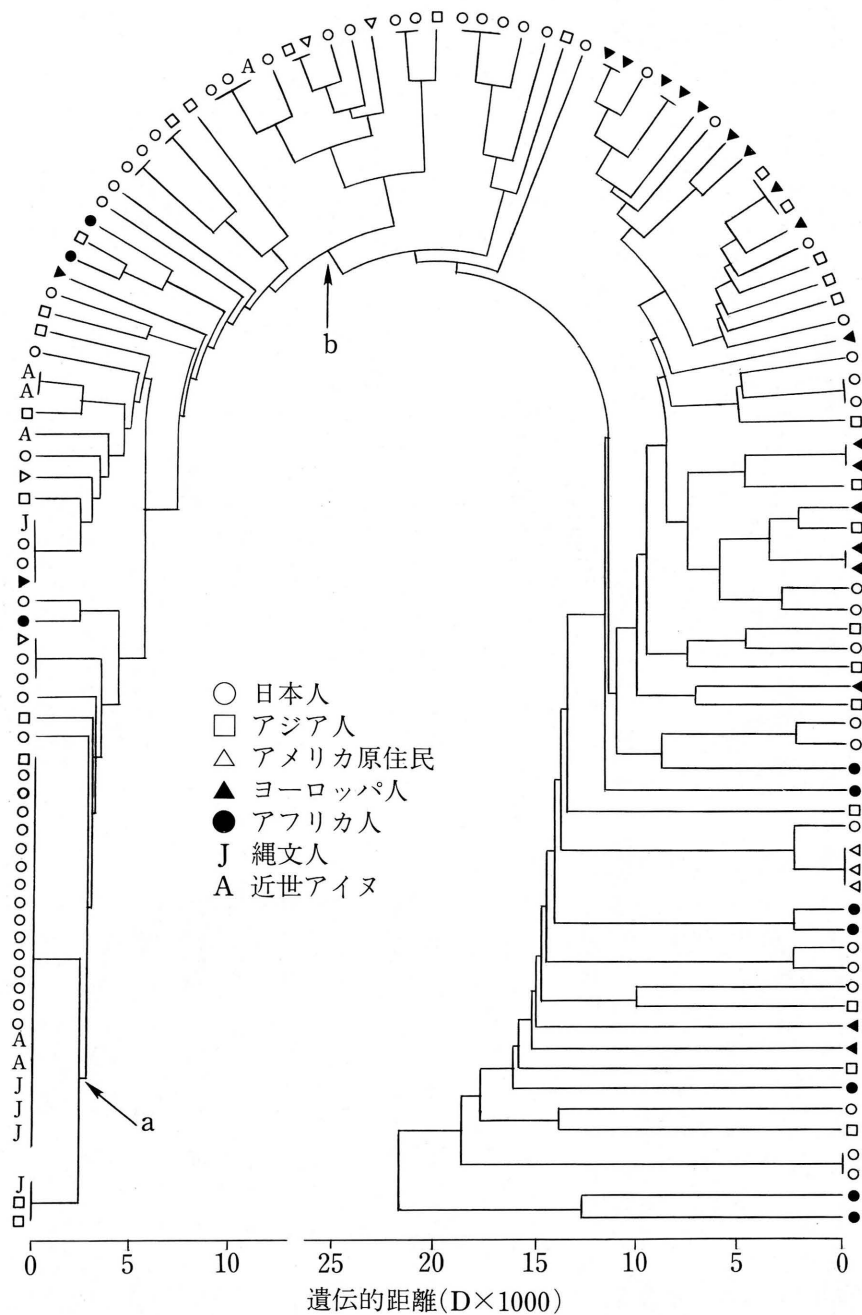 b
○ 日本人
□ アジア人
△ アメリカ原住民
▲ ヨーロッパ人
● アフリカ人
J 縄文人
A 近世アイヌ
a
A
A
A
A
J
A
A
J
J
J
J
0 5 10 25 20 15 10 5 0
遺伝的距離(D×1000)